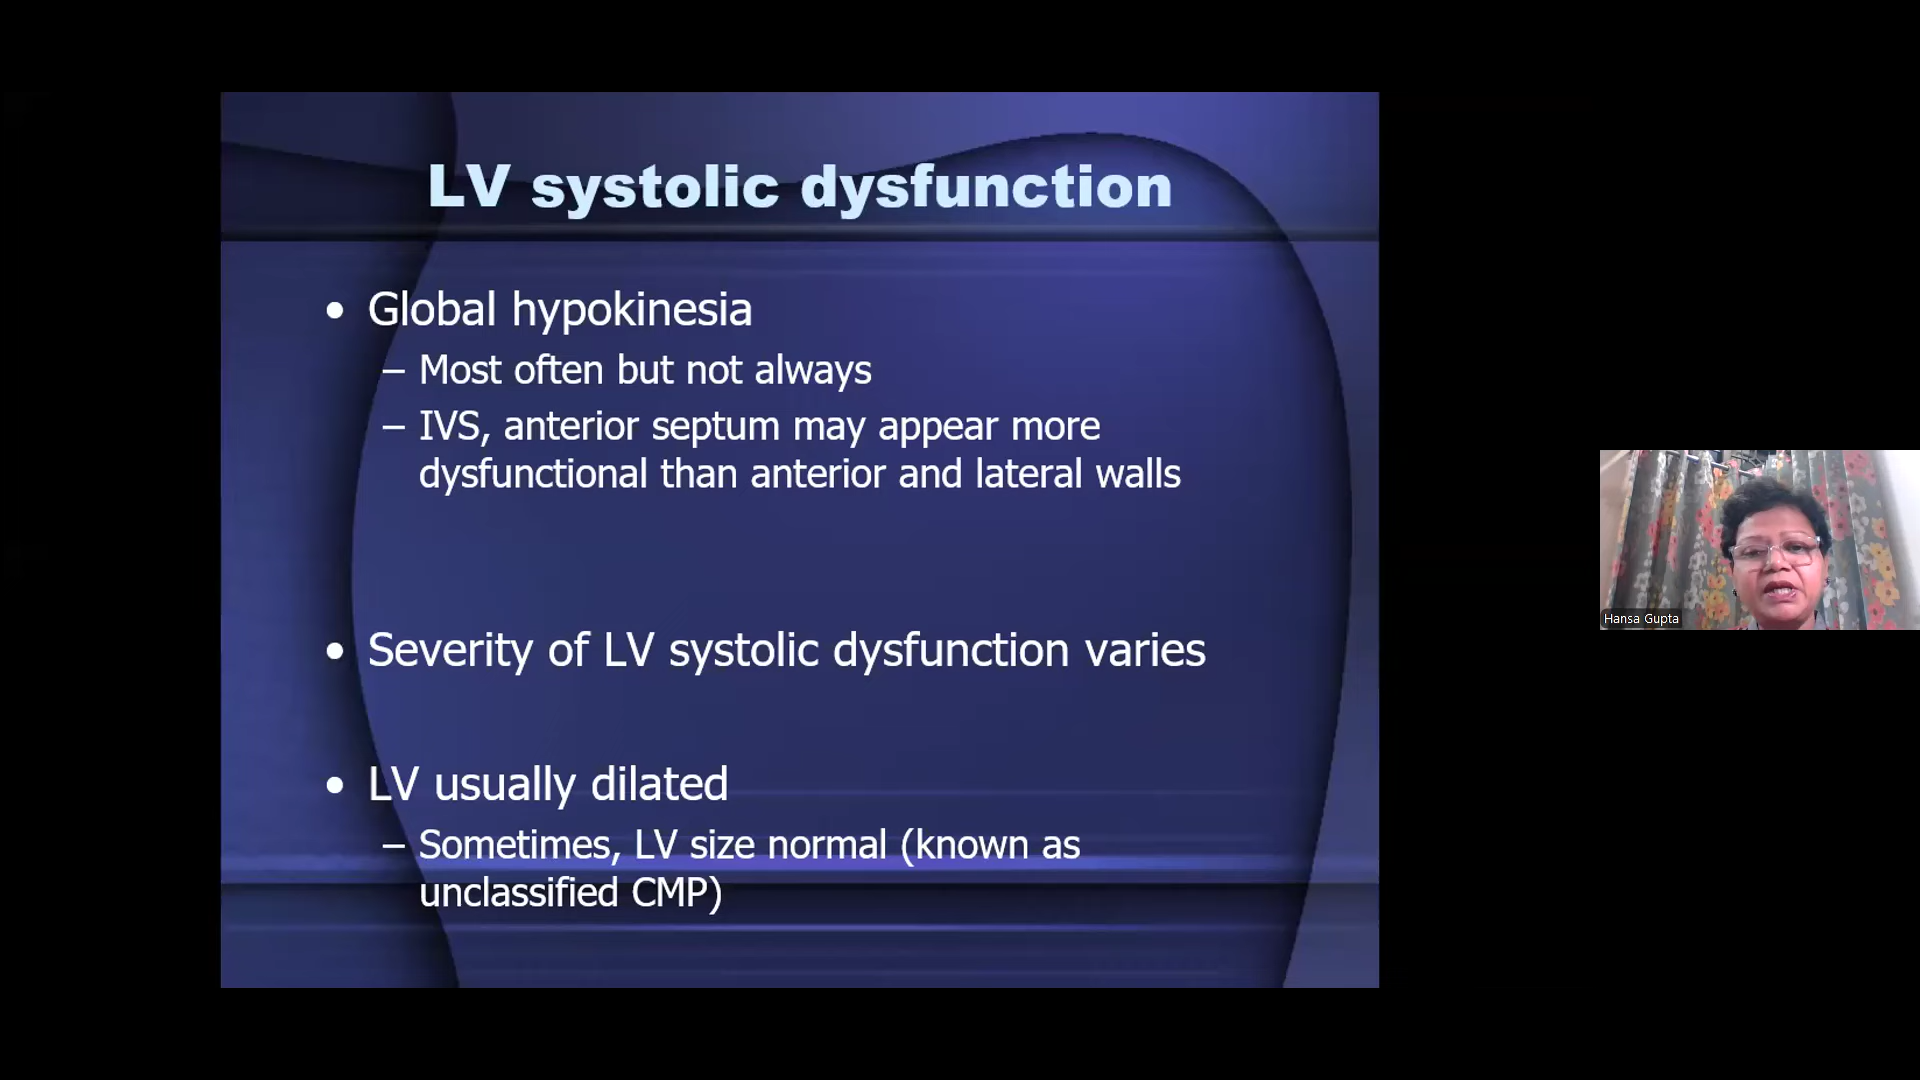 LV systolic dysfunction
• Global hypokinesia
– Most often but not always
– IVS, anterior septum may appear more
dysfunctional than anterior and lateral walls
• Severity of LV systolic dysfunction varies
• LV usually dilated
– Sometimes, LV size normal (known as
unclassified CMP)
Hansa Gupta